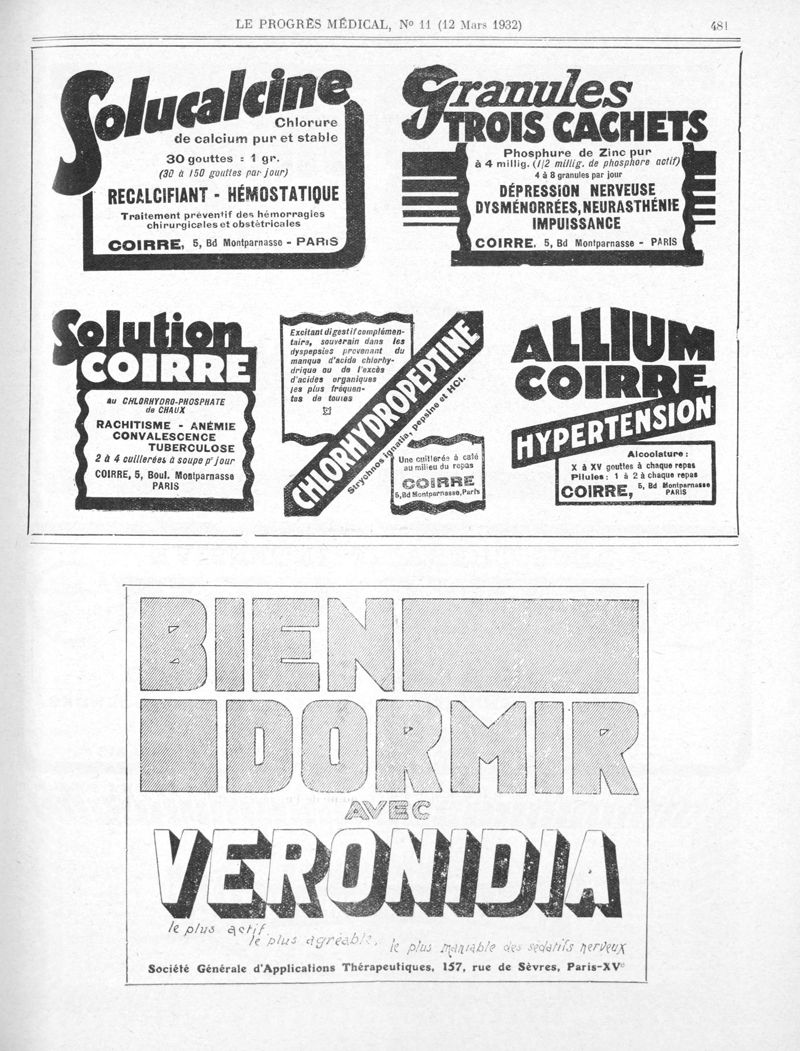 LE PROGRÈS MÉDICAL, Nº 11 (12 Mars 1932)
481
Solucalcine
Chlorure
de calcium pur et stable
30 gouttes = 1 gr.
(30 à 150 gouttes par jour)
RECALCIFIANT - HÉMOSTATIQUE
Traitement préventif des hémorragies
chirurgicales et obstétricales
COIRRE, 5, Bd Montparnasse - PARIS
Granules
TROIS CACHETS
Phosphure de Zinc pur
à 4 millig. (1/2 millig. de phosphore actif)
4 à 8 granules par jour
DÉPRESSION NERVEUSE
DYSMÉNORRÉES, NEURASTHÉNIE
IMPUISSANCE
COIRRE. 5, Bd Montparnasse - PARIS
Solution
COIRRE
au CHLORHYDRO-PHOSPHATE
de CHAUX
RACHITISME - ANÉMIE
CONVALESCENCE
TUBERCULOSE
2 à 4 cuillerées à soupe pr jour
COIRRE, 5, Boul. Montparnasse
PARIS
Excitant digestif complémen-
taire, souverain dans les
dyspepsies provenant du
manque d'acide chlorhy-
drique ou de l'excès
d'acides organiques
les plus fréquen-
tes de toutes
CHLORHYDROPEPTINE
Strychnos ignatia, pepsine et HCl.
Une cuillerée à café
au milieu du repas
COIRRE
5, Bd Montparnasse, Paris
ALLIUM
COIRRE
HYPERTENSION
Alcoolature :
X à XV gouttes à chaque repas
Pilules : 1 à 2 à chaque repas
COIRRE, 5, Bd Montparnasse
PARIS
BIEN
DORMIR
AVEC
VERONIDIA
le plus actif.
le plus agréable.
le plus maniable des sédatifs nerveux
Société Générale d'Applications Thérapeutiques, 157, rue de Sèvres, Paris-XVe